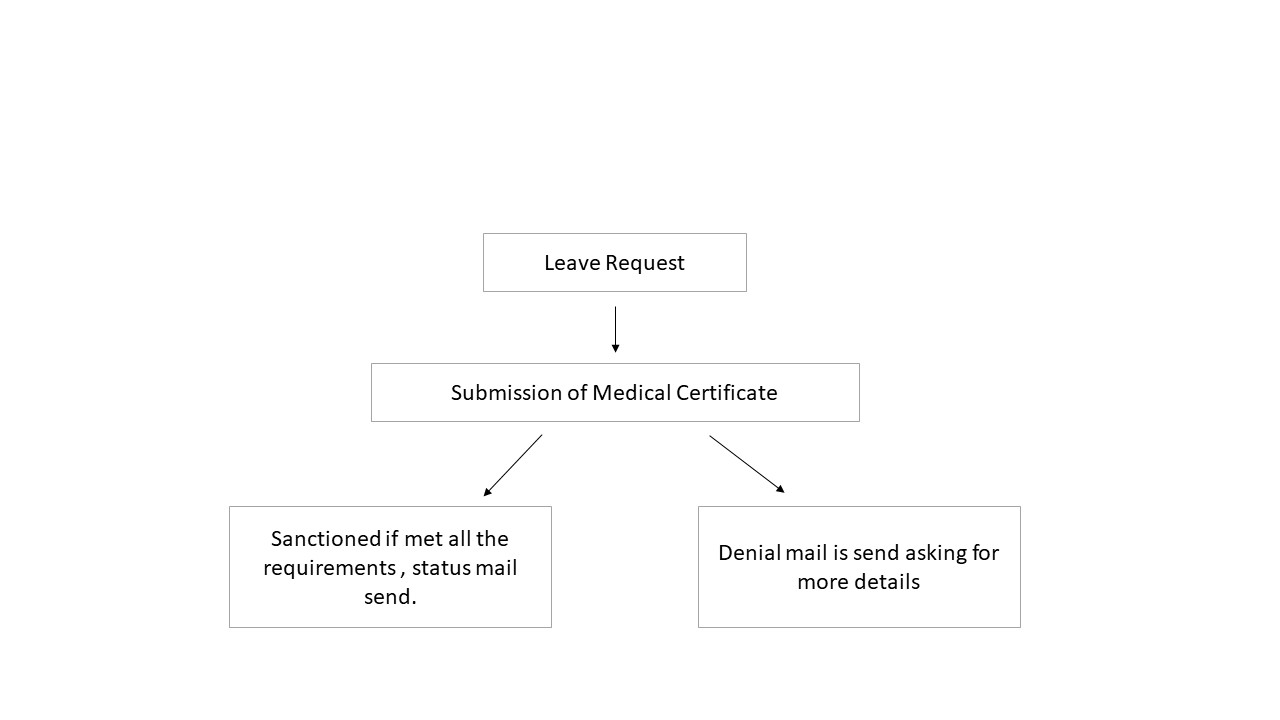 Leave Request
Submission of Medical Certificate
Sanctioned if met all the
requirements , status mail
send.
Denial mail is send asking for
more details